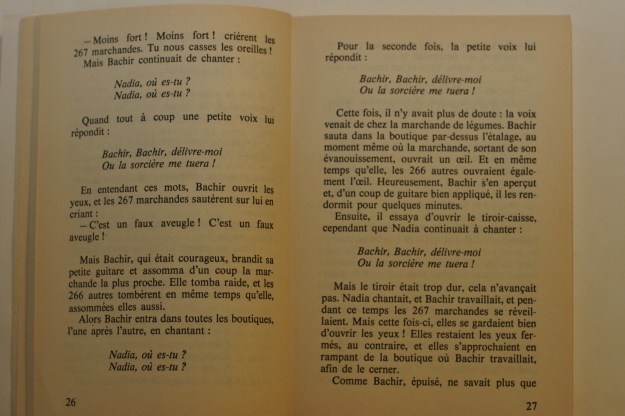 — Moins fort ! Moins fort ! crièrent les
267 marchandes. Tu nous casses les oreilles !
Mais Bachir continuait de chanter :
Nadia, où es-tu ?
Nadia, où es-tu ?
Quand tout à coup une petite voix lui
répondit :
Bachir, Bachir, délivre-moi
Ou la sorcière me tuera !
En entendant ces mots, Bachir ouvrit les
yeux, et les 267 marchandes sautèrent sur lui en
criant :
— C'est un faux aveugle ! C'est un faux
aveugle !
Mais Bachir, qui était courageux, brandit sa
petite guitare et assomma d'un coup la mar-
chande la plus proche. Elle tomba raide, et les
266 autres tombèrent en même temps qu'elle,
assommées elles aussi.
Alors Bachir entra dans toutes les boutiques,
l'une après l'autre, en chantant :
Nadia, où es-tu ?
Nadia, où es-tu ?
26
Pour la seconde fois, la petite voix lui
répondit :
Bachir, Bachir, délivre-moi
Ou la sorcière me tuera !
Cette fois, il n'y avait plus de doute : la voix
venait de chez la marchande de légumes. Bachir
sauta dans la boutique par-dessus l'étalage, au
moment même où la marchande, sortant de son
évanouissement, ouvrait un œil. Et en même
temps qu'elle, les 266 autres ouvraient égale-
ment l'œil. Heureusement, Bachir s'en aperçut
et, d'un coup de guitare bien appliqué, il les ren-
dormit pour quelques minutes.
Ensuite, il essaya d'ouvrir le tiroir-caisse,
cependant que Nadia continuait à chanter :
Bachir, Bachir, délivre-moi
Ou la sorcière me tuera !
Mais le tiroir était trop dur, cela n'avançait
pas. Nadia chantait, et Bachir travaillait, et pen-
dant ce temps les 267 marchandes se réveil-
laient. Mais cette fois-ci, elles se gardaient bien
d'ouvrir les yeux ! Elles restaient les yeux fer-
més, au contraire, et elles s'approchaient en
rampant de la boutique où Bachir travaillait,
afin de le cerner.
Comme Bachir, épuisé, ne savait plus que
27